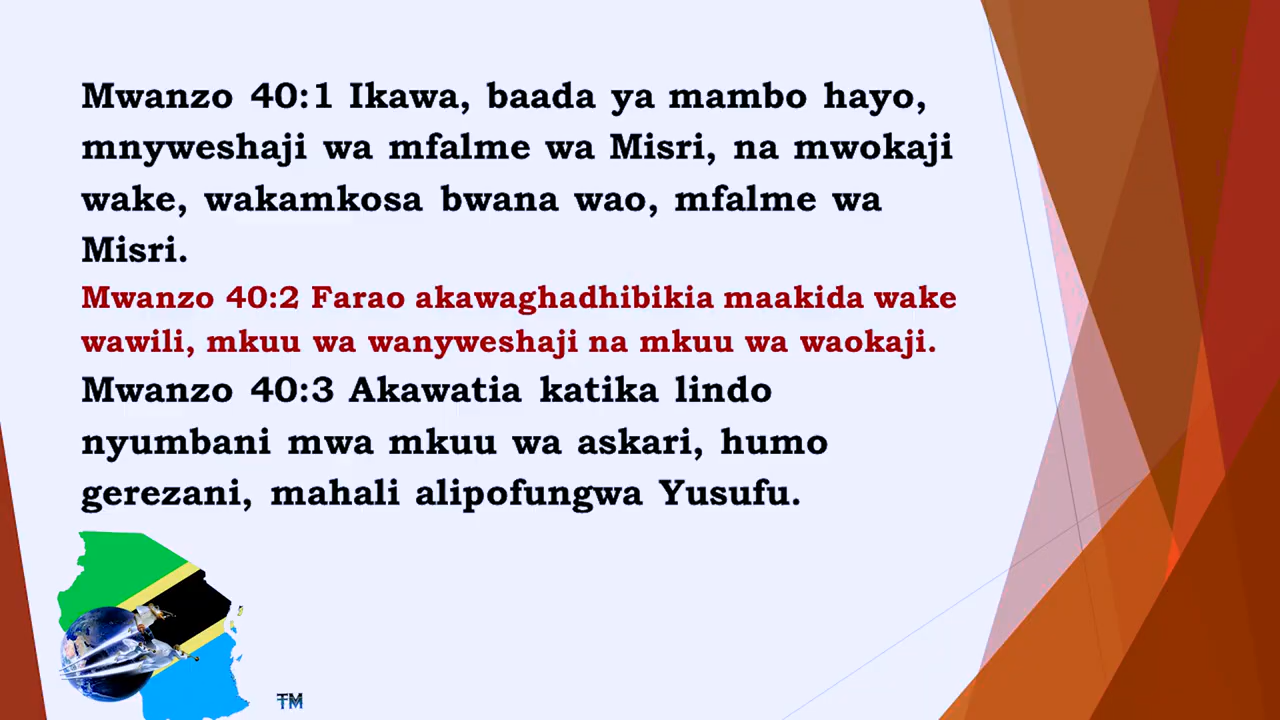 Mwanzo 40:1 Ikawa, baada ya mambo hayo,
mnyweshaji wa mfalme wa Misri, na mwokaji
wake, wakamkosa bwana wao, mfalme wa
Misri.
Mwanzo 40:2 Farao akawaghadhibikia maakida wake
wawili, mkuu wa wanyweshaji na mkuu wa waokaji.
Mwanzo 40:3 Akawatia katika lindo
nyumbani mwa mkuu wa askari, humo
gerezani, mahali alipofungwa Yusufu.
TM